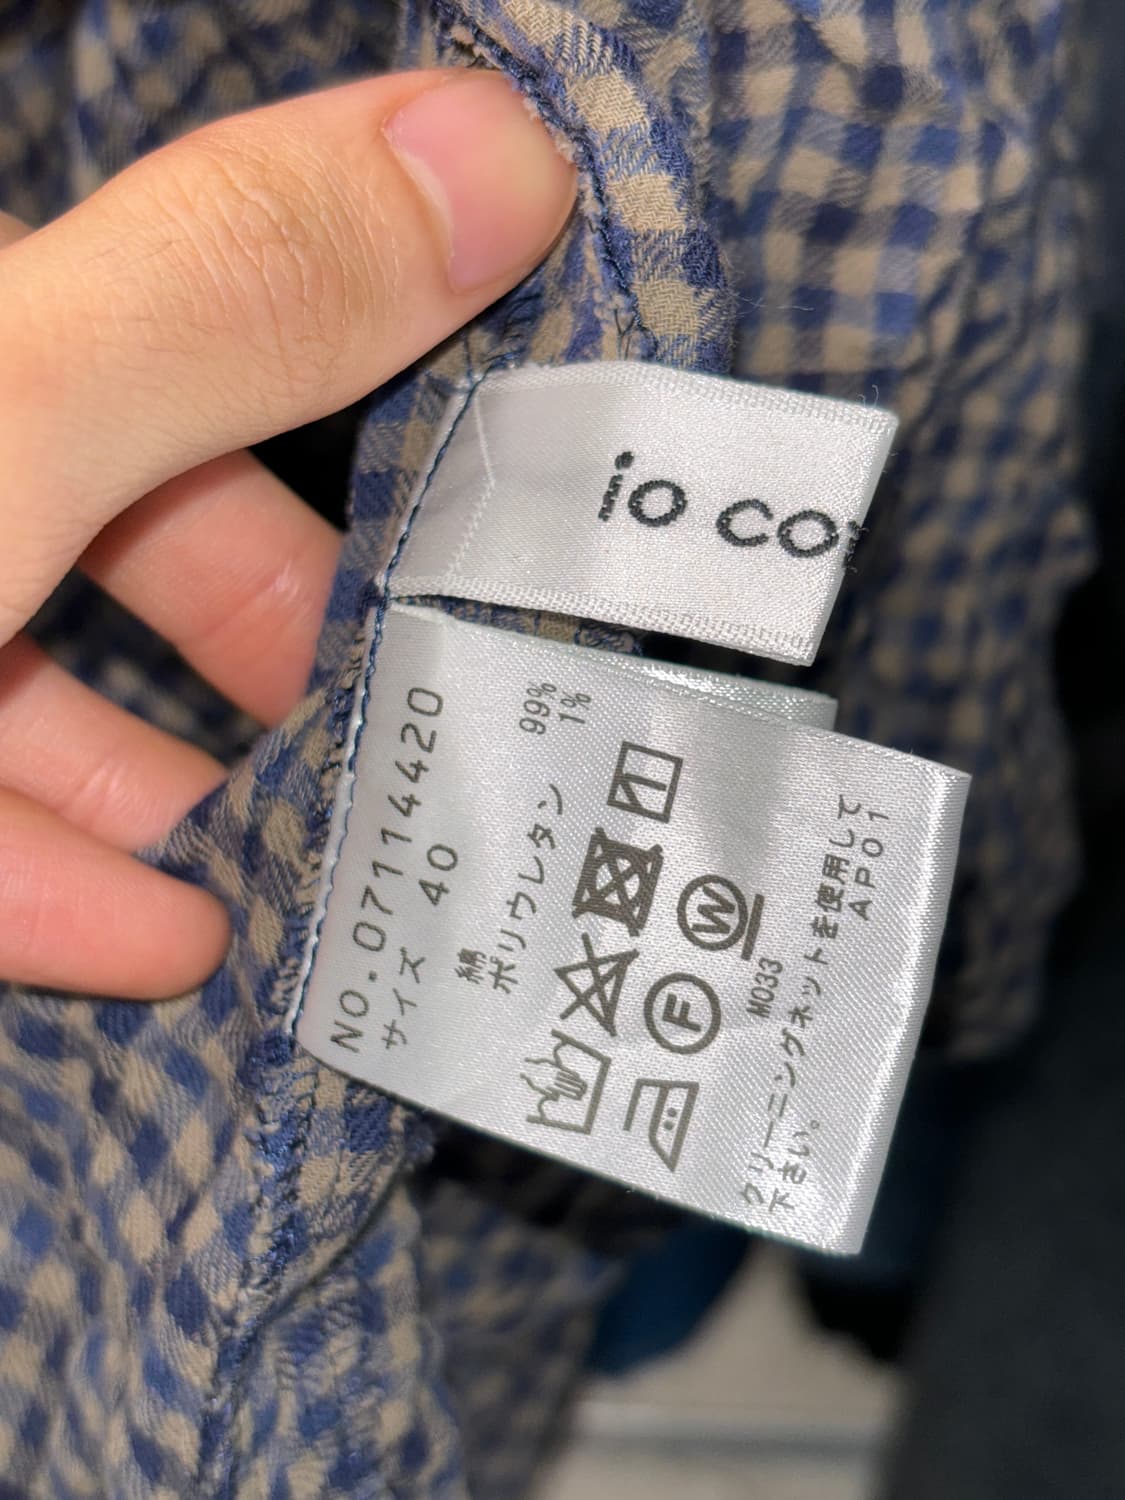 io co
NO.07114420
サイズ 40
綿 99%
ポリウレタン 1%
F
W
M033
クリーニングネットを使用して
下さい。 AP01